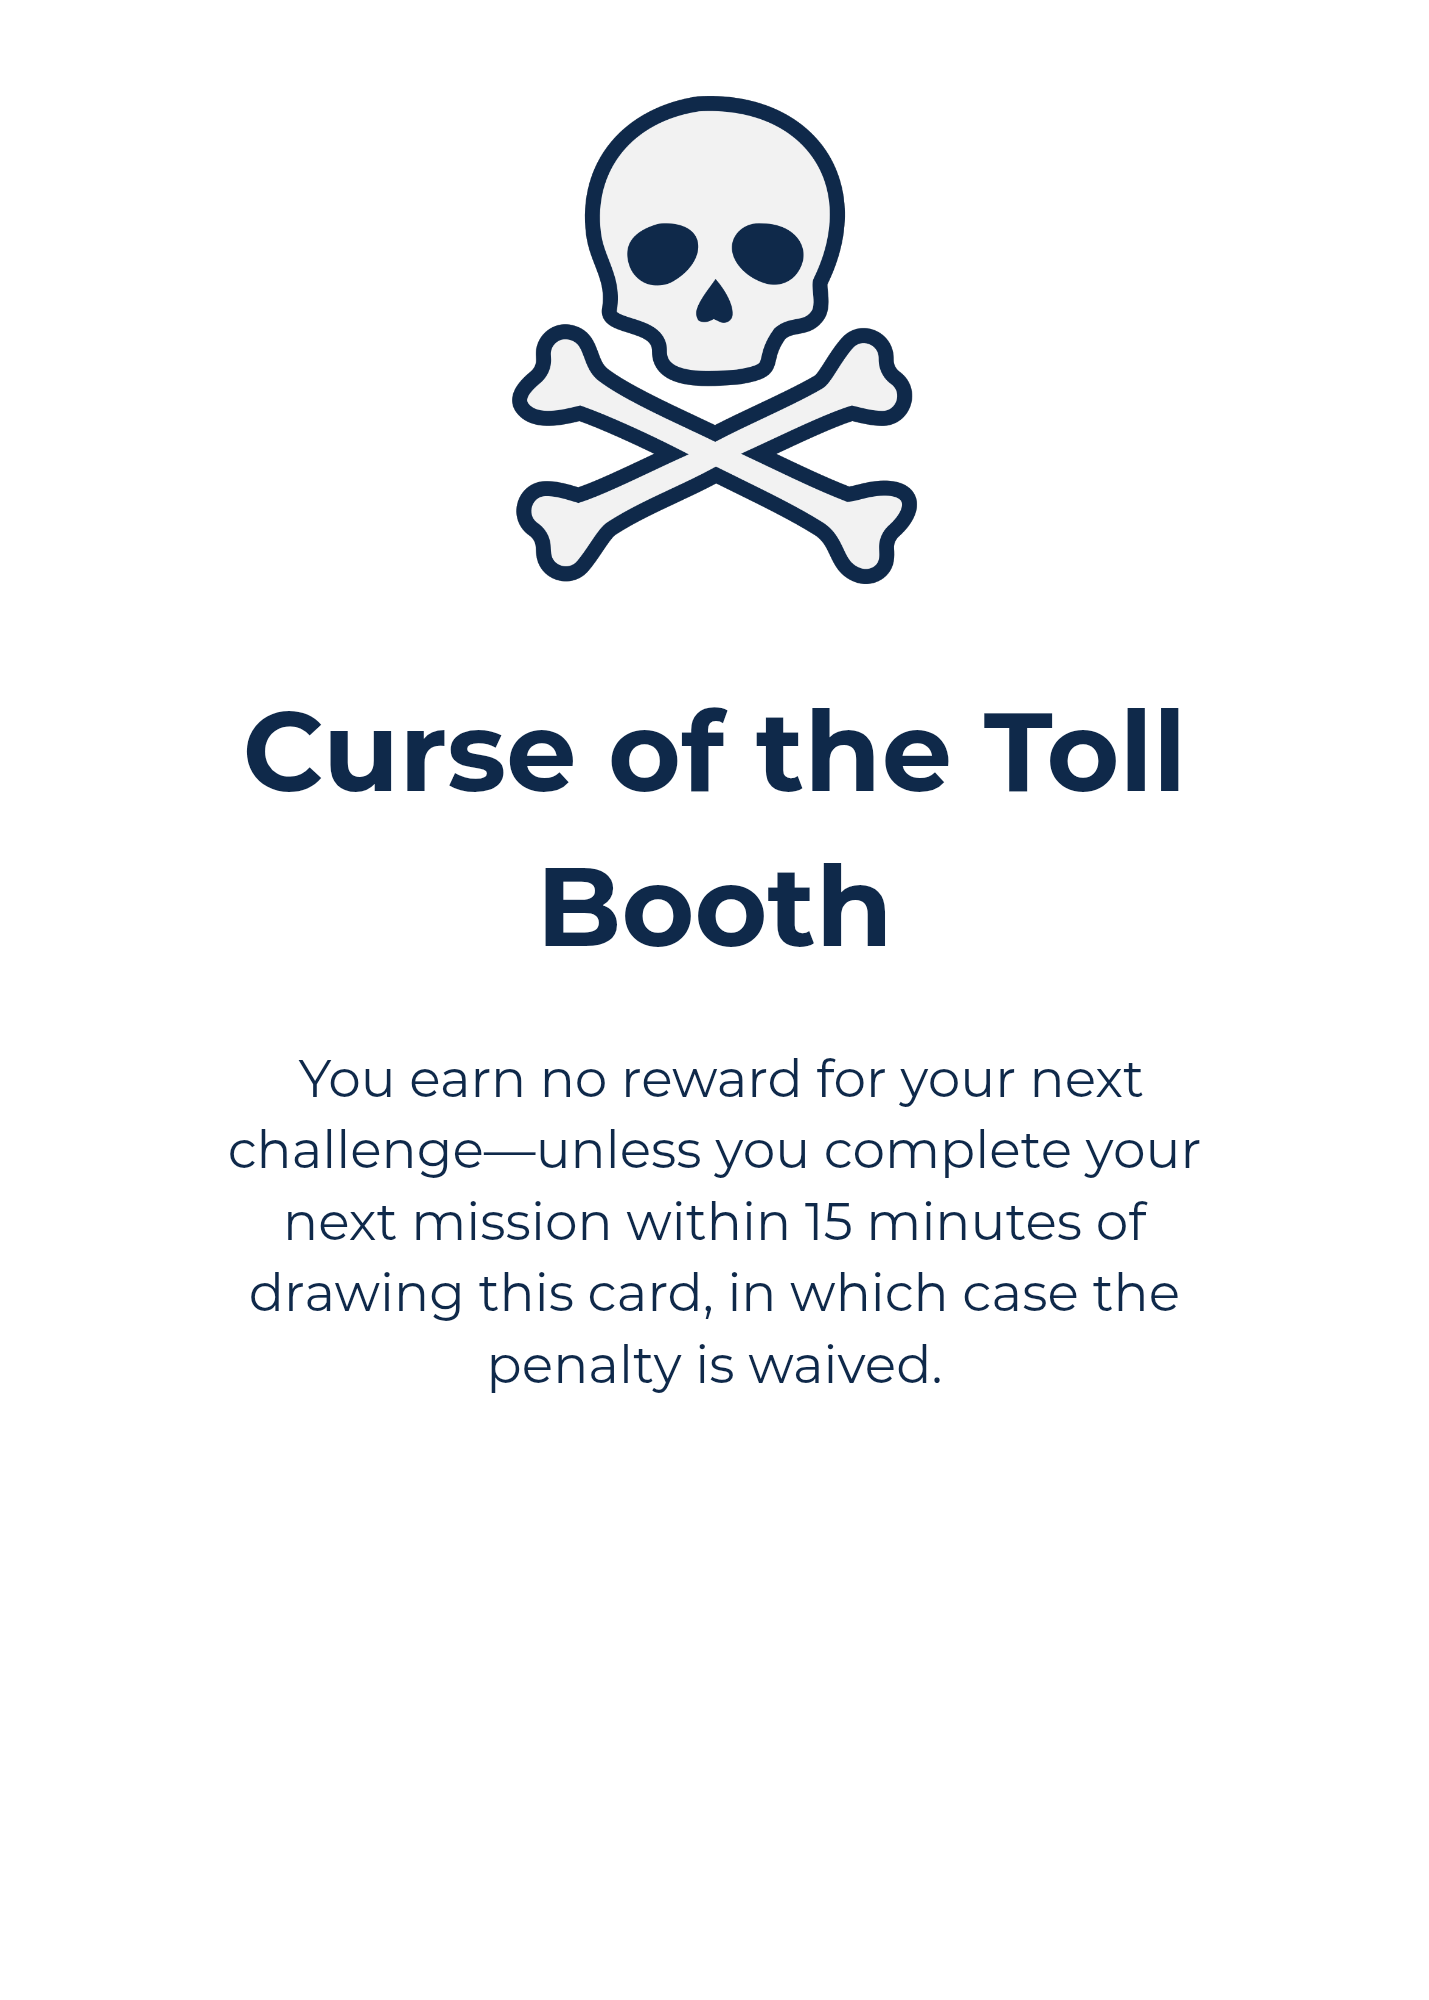 Curse of the Toll
Booth
You earn no reward for your next
challenge—unless you complete your
next mission within 15 minutes of
drawing this card, in which case the
penalty is waived.